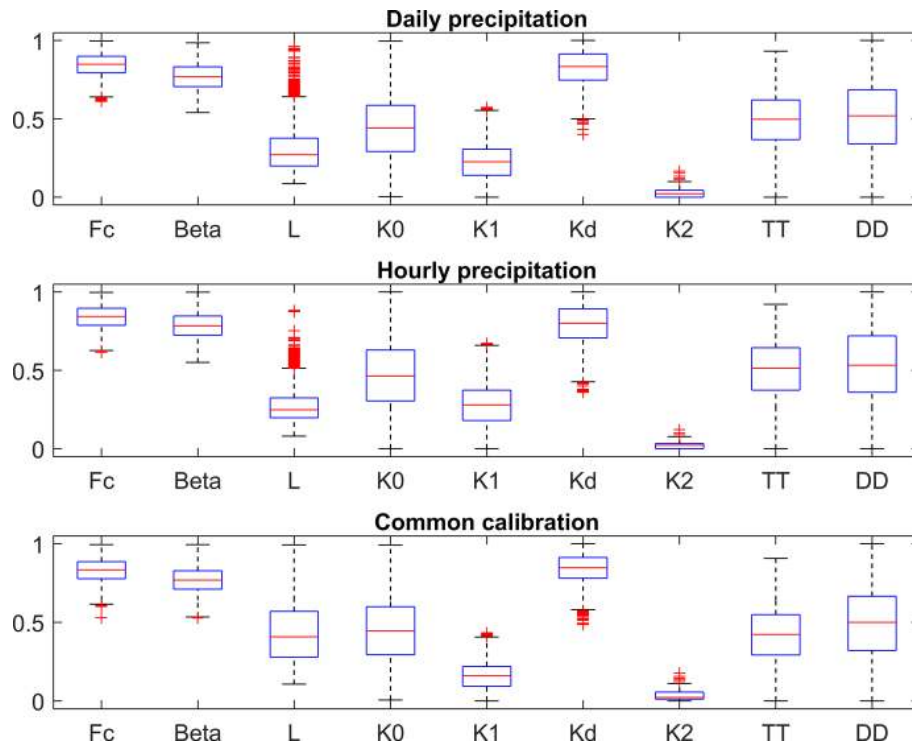 Daily precipitation
1
0.5
0
Fc Beta L K0 K1 Kd K2 TT DD
Hourly precipitation
1
0.5
0
Fc Beta L K0 K1 Kd K2 TT DD
Common calibration
1
0.5
0
Fc Beta L K0 K1 Kd K2 TT DD